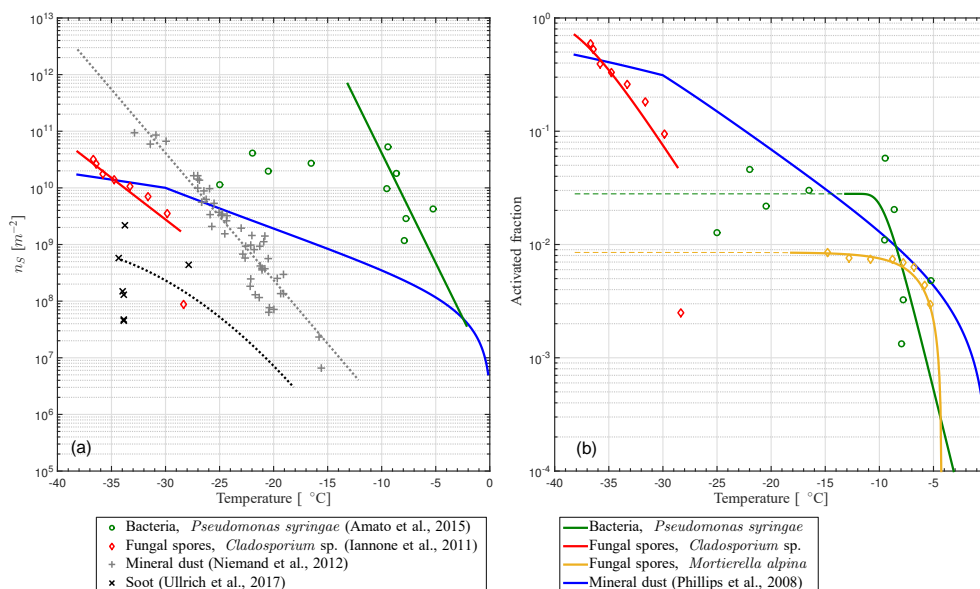 10^13
10^12
10^11
10^10
10^9
10^8
10^7
10^6
10^5
n_S [m^-2]
(a)
-40 -35 -30 -25 -20 -15 -10 -5 0
Temperature [ °C]
Bacteria, Pseudomonas syringae (Amato et al., 2015)
Fungal spores, Cladosporium sp. (Iannone et al., 2011)
Mineral dust (Niemand et al., 2012)
Soot (Ullrich et al., 2017)
10^0
10^-1
10^-2
10^-3
10^-4
Activated fraction
(b)
-40 -35 -30 -25 -20 -15 -10 -5
Temperature [ °C]
Bacteria, Pseudomonas syringae
Fungal spores, Cladosporium sp.
Fungal spores, Mortierella alpina
Mineral dust (Phillips et al., 2008)